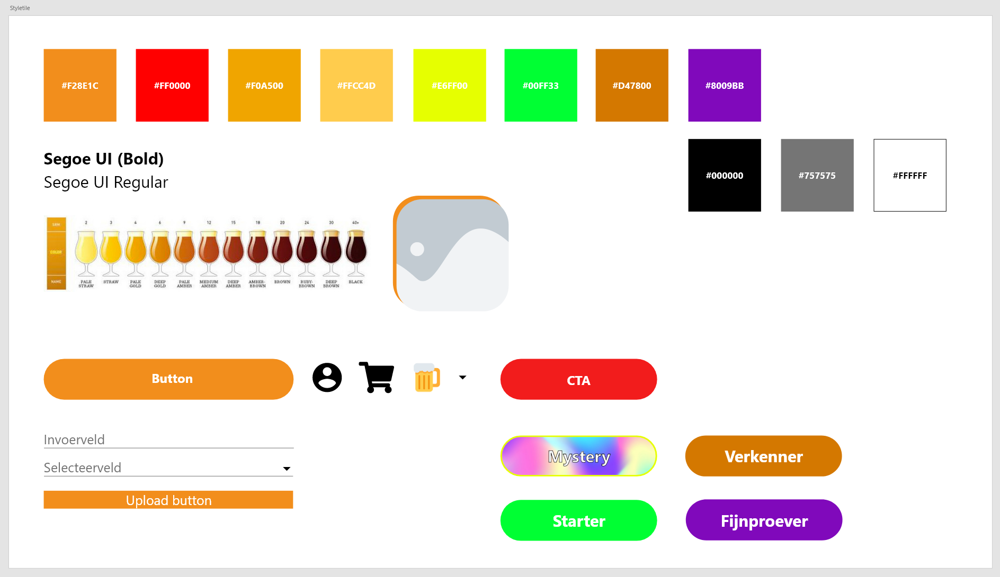 Styletile
#F28E1C
#FF0000
#F0A500
#FFCC4D
#E6FF00
#00FF33
#D47800
#8009BB
#000000
#757575
#FFFFFF
Segoe UI (Bold)
Segoe UI Regular
SRM 2 3 4 6 9 12 15 18 20 24 30 40+
COLOR
NAME
PALE STRAW
STRAW
PALE GOLD
DEEP GOLD
PALE AMBER
MEDIUM AMBER
DEEP AMBER
AMBER-BROWN
BROWN
RUBY-BROWN
DEEP BROWN
BLACK
Button
CTA
Invoerveld
Selecteerveld
Upload button
Mystery
Verkenner
Starter
Fijnproever